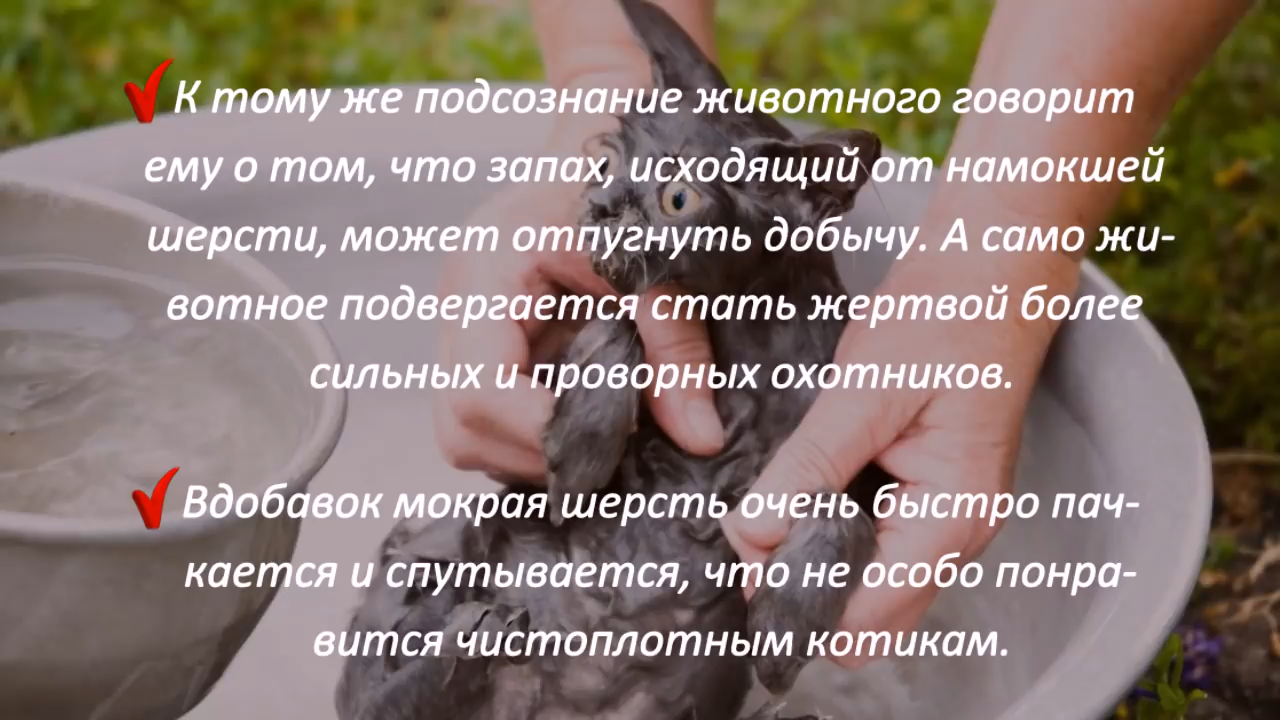 К тому же подсознание животного говорит
ему о том, что запах, исходящий от намокшей
шерсти, может отпугнуть добычу. А само жи-
вотное подвергается стать жертвой более
сильных и проворных охотников.
Вдобавок мокрая шерсть очень быстро пач-
кается и спутывается, что не особо понра-
вится чистоплотным котикам.